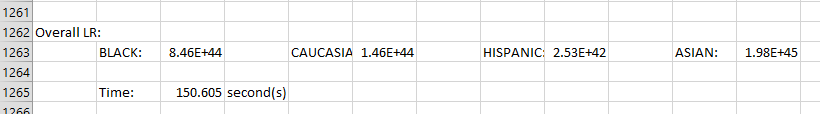 1261
1262 Overall LR:
1263 BLACK: 8.46E+44 CAUCASIA 1.46E+44 HISPANIC: 2.53E+42 ASIAN: 1.98E+45
1264
1265 Time: 150.605 second(s)
1266